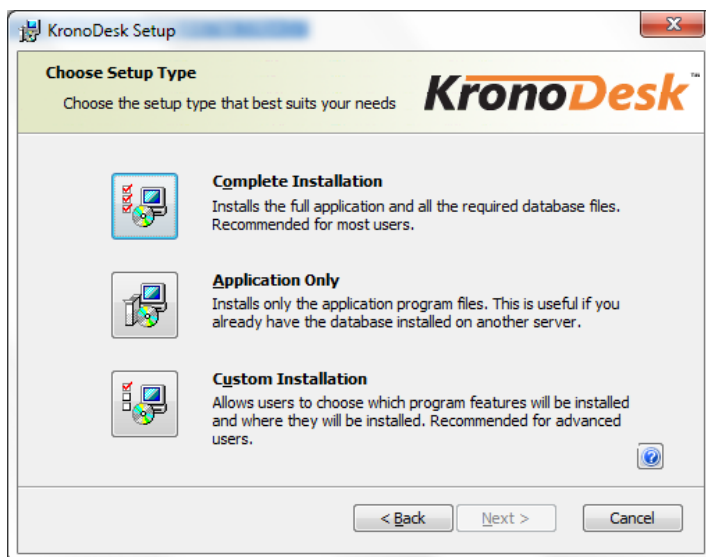 KronoDesk Setup
Choose Setup Type
Choose the setup type that best suits your needs
KronoDesk™
Complete Installation
Installs the full application and all the required database files.
Recommended for most users.
Application Only
Installs only the application program files. This is useful if you
already have the database installed on another server.
Custom Installation
Allows users to choose which program features will be installed
and where they will be installed. Recommended for advanced
users.
< Back Next > Cancel